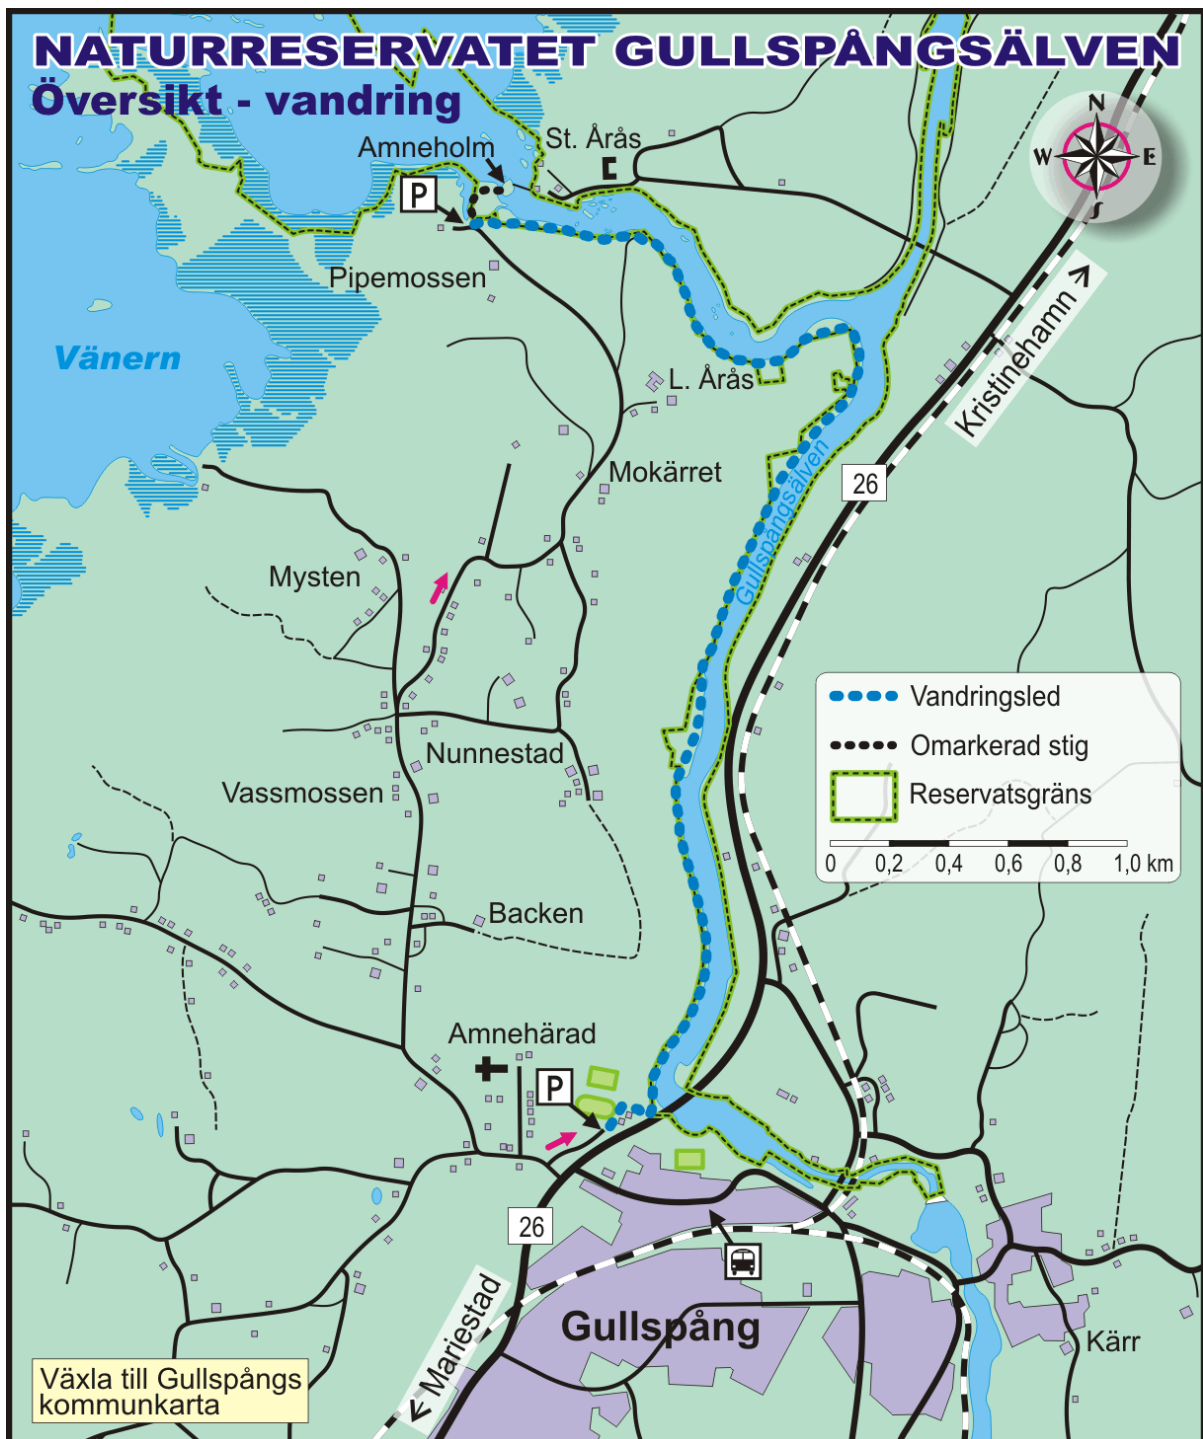 NATURRESERVATET GULLSPÅNGSÄLVEN
Översikt - vandring
Amneholm
St. Årås
N
W
E
S
P
Pipemossen
Kristinehamn
Vänern
L. Årås
Mokärret
26
Gullspångsälven
Mysten
Vandringsled
Nunnestad
Omarkerad stig
Vassmossen
Reservatsgräns
0 0,2 0,4 0,6 0,8 1,0 km
Backen
Amnehärad
P
26
Mariestad
Gullspång
Kärr
Växla till Gullspångs
kommunkarta